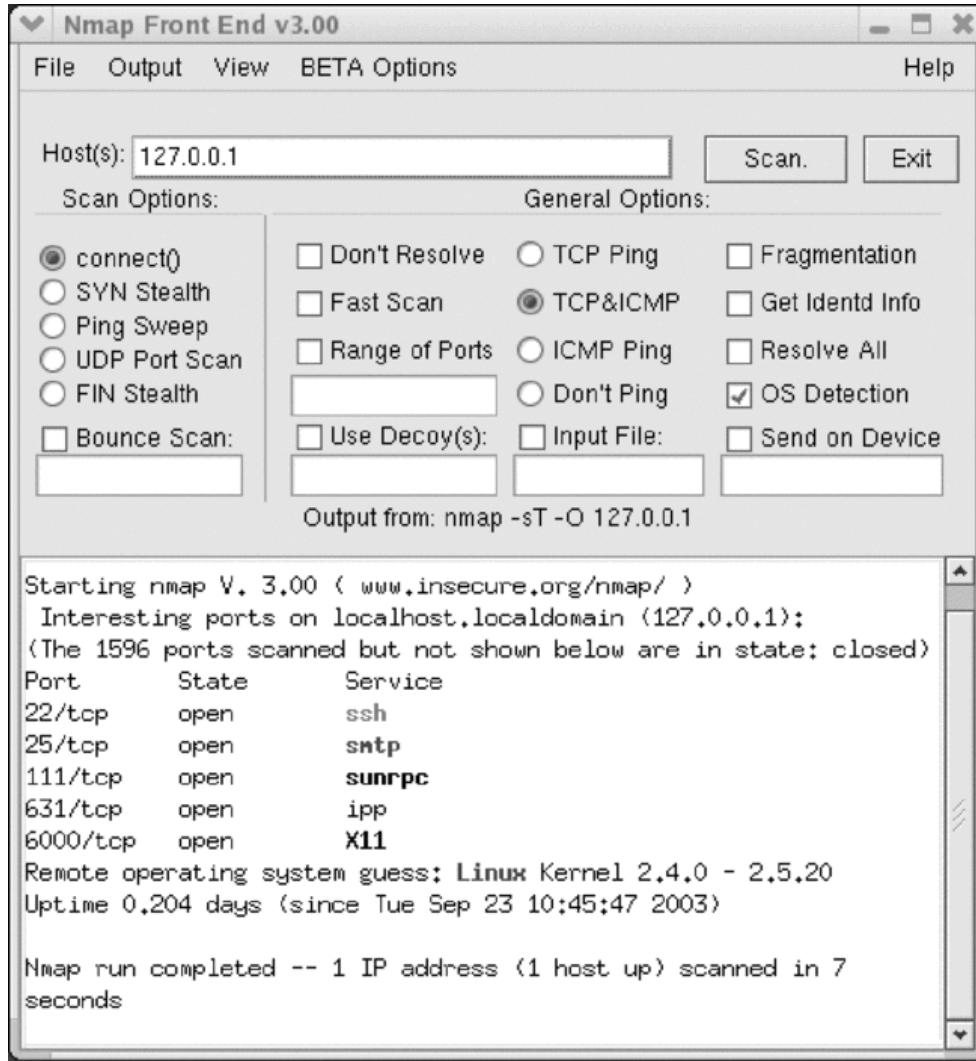 Nmap Front End v3.00
File Output View BETA Options Help
Host(s): 127.0.0.1 Scan. Exit
Scan Options: General Options:
connect() Don't Resolve TCP Ping Fragmentation
SYN Stealth Fast Scan TCP&ICMP Get Identd Info
Ping Sweep Range of Ports ICMP Ping Resolve All
UDP Port Scan
FIN Stealth Don't Ping OS Detection
Bounce Scan: Use Decoy(s): Input File: Send on Device
Output from: nmap -sT -O 127.0.0.1
Starting nmap V. 3.00 ( www.insecure.org/nmap/ )
Interesting ports on localhost.localdomain (127.0.0.1):
(The 1596 ports scanned but not shown below are in state: closed)
Port State Service
22/tcp open ssh
25/tcp open smtp
111/tcp open sunrpc
631/tcp open ipp
6000/tcp open X11
Remote operating system guess: Linux Kernel 2.4.0 - 2.5.20
Uptime 0.204 days (since Tue Sep 23 10:45:47 2003)
Nmap run completed -- 1 IP address (1 host up) scanned in 7
seconds